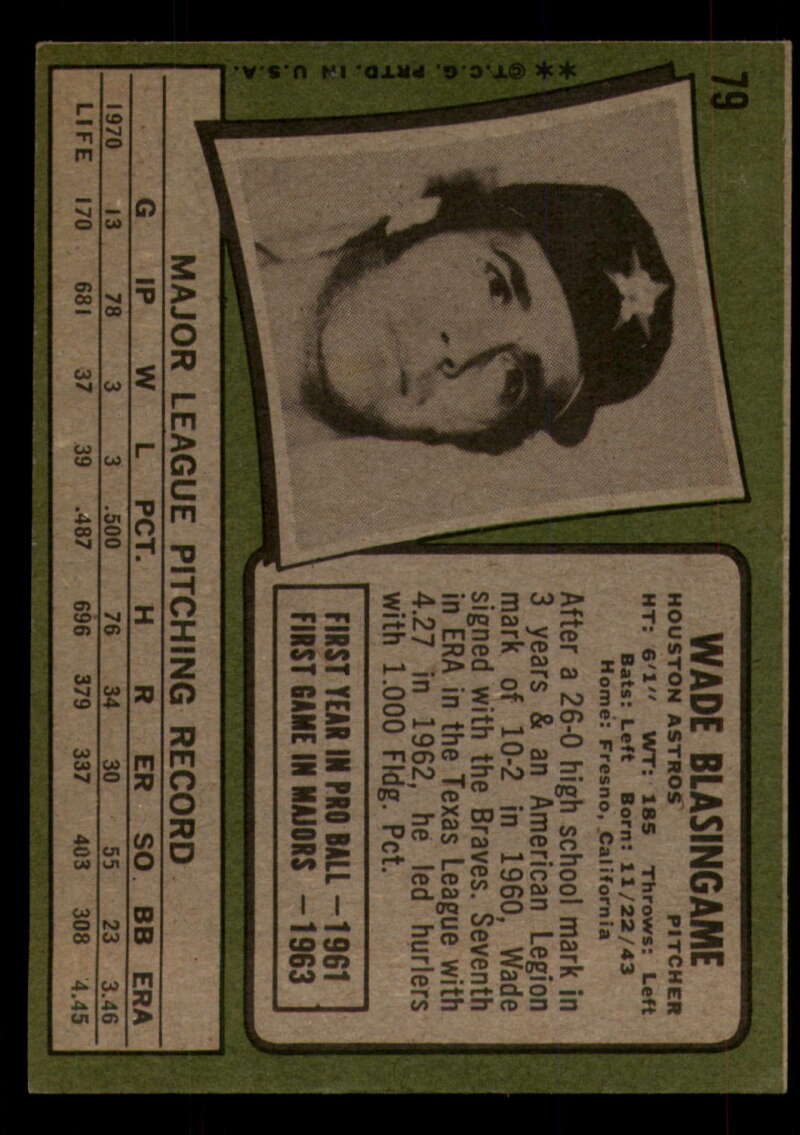 79
**©T.C.G. PRTD. IN U.S.A.
WADE BLASINGAME
HOUSTON ASTROS PITCHER
HT: 6'1" WT: 185 Throws: Left
Bats: Left Born: 11/22/43
Home: Fresno, California
After a 26-0 high school mark in
3 years & an American Legion
mark of 10-2 in 1960, Wade
signed with the Braves. Seventh
in ERA in the Texas League with
4.27 in 1962, he led hurlers
with 1.000 Fldg. Pct.
FIRST YEAR IN PRO BALL —1961
FIRST GAME IN MAJORS —1963
MAJOR LEAGUE PITCHING RECORD
G IP W L PCT. H R ER SO BB ERA
1970 13 78 3 3 .500 76 34 30 55 23 3.46
LIFE 170 681 37 39 .487 696 379 337 403 308 4.45